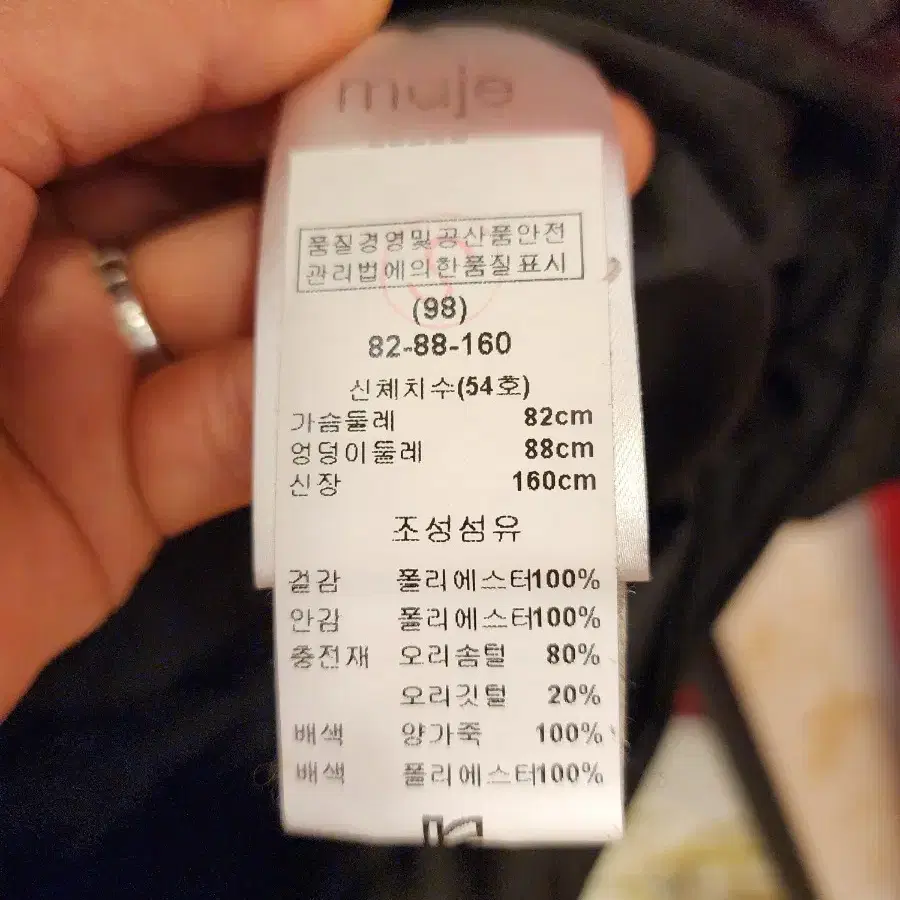 muje
품질경영및공산품안전
관리법에의한품질표시
(98)
82-88-160
신체치수(54호)
가슴둘레 82cm
엉덩이둘레 88cm
신장 160cm
조성섬유
겉감 폴리에스터100%
안감 폴리에스터100%
충전재 오리솜털 80%
오리깃털 20%
배색 양가죽 100%
배색 폴리에스터100%